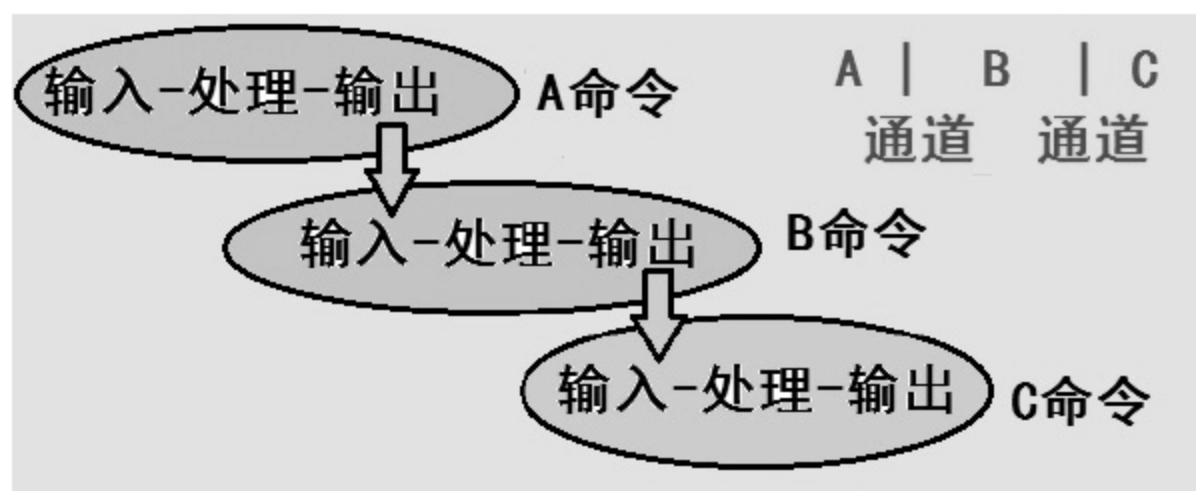 输入-处理-输出 A命令
A | B | C
通道 通道
输入-处理-输出 B命令
输入-处理-输出 C命令